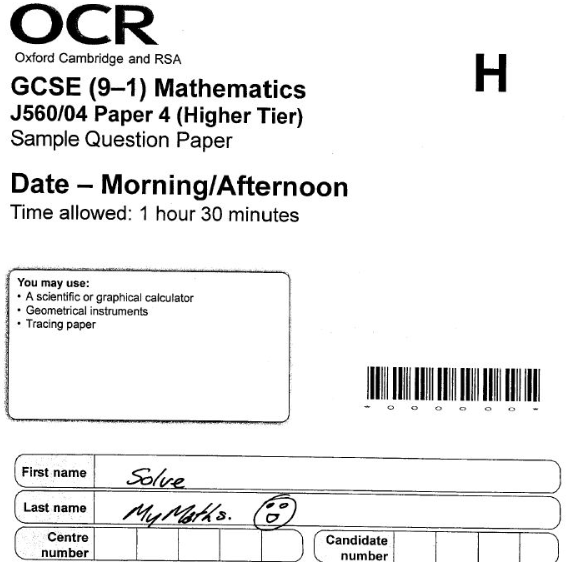 OCR
Oxford Cambridge and RSA
H
GCSE (9–1) Mathematics
J560/04 Paper 4 (Higher Tier)
Sample Question Paper
Date – Morning/Afternoon
Time allowed: 1 hour 30 minutes
You may use:
• A scientific or graphical calculator
• Geometrical instruments
• Tracing paper
* 0 0 0 0 0 0 *
First name Solve
Last name My Maths.
Centre number
Candidate number